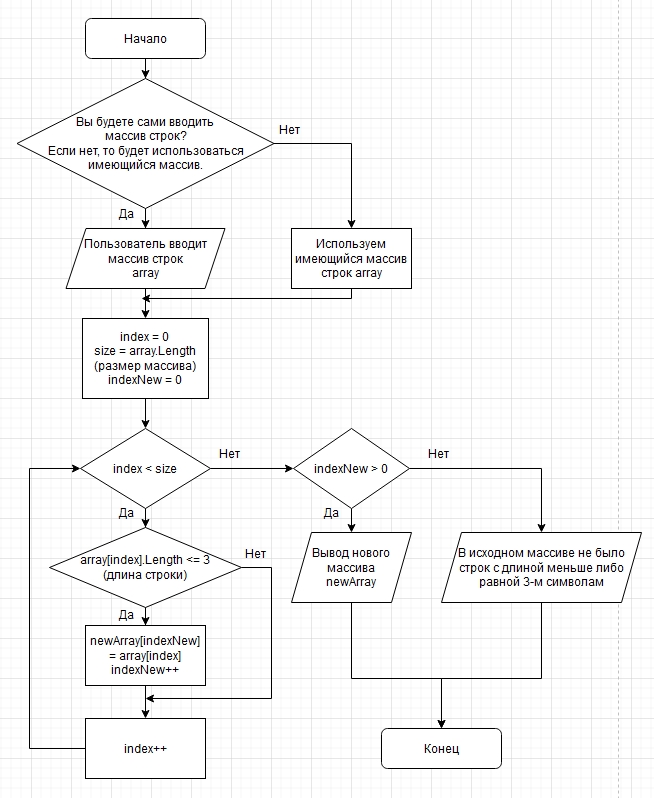 Начало
Вы будете сами вводить
массив строк?
Если нет, то будет использоваться
имеющийся массив.
Нет
Да
Пользователь вводит
массив строк
array
Используем
имеющийся массив
строк array
index = 0
size = array.Length
(размер массива)
indexNew = 0
index < size
Нет
indexNew > 0
Нет
Да
Да
array[index].Length <= 3
(длина строки)
Нет
Вывод нового
массива
newArray
В исходном массиве не было
строк с длиной меньше либо
равной 3-м символам
Да
newArray[indexNew]
= array[index]
indexNew++
index++
Конец